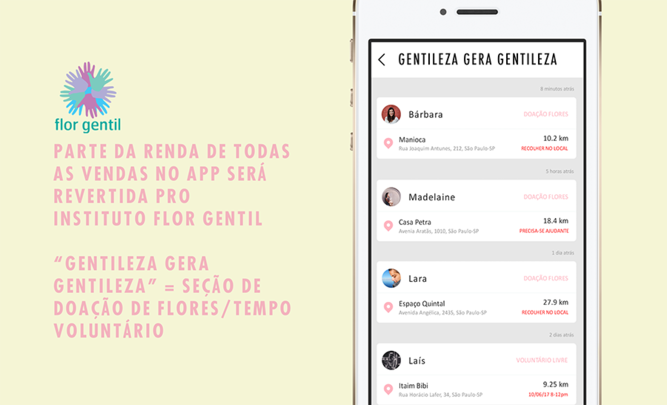 flor gentil
PARTE DA RENDA DE TODAS
AS VENDAS NO APP SERÁ
REVERTIDA PRO
INSTITUTO FLOR GENTIL
“GENTILEZA GERA
GENTILEZA” = SEÇÃO DE
DOAÇÃO DE FLORES/TEMPO
VOLUNTÁRIO
GENTILEZA GERA GENTILEZA
8 minutos atrás
Bárbara DOAÇÃO FLORES
Manioca 10.2 km
Rua Joaquim Antunes, 212, São Paulo-SP RECOLHER NO LOCAL
3 horas atrás
Madelaine DOAÇÃO FLORES
Casa Petra 18.4 km
Avenia Aratãs, 1010, São Paulo-SP PRECISA-SE AJUDANTE
1 dia atrás
Lara DOAÇÃO FLORES
Espaço Quintal 27.9 km
Avenida Angélica, 2435, São Paulo-SP RECOLHER NO LOCAL
2 dias atrás
Laís VOLUNTÁRIO LIVRE
Itaim Bibi 9.25 km
Rua Horácio Lafer, 38, São Paulo-SP 10/06/17 8-12pm